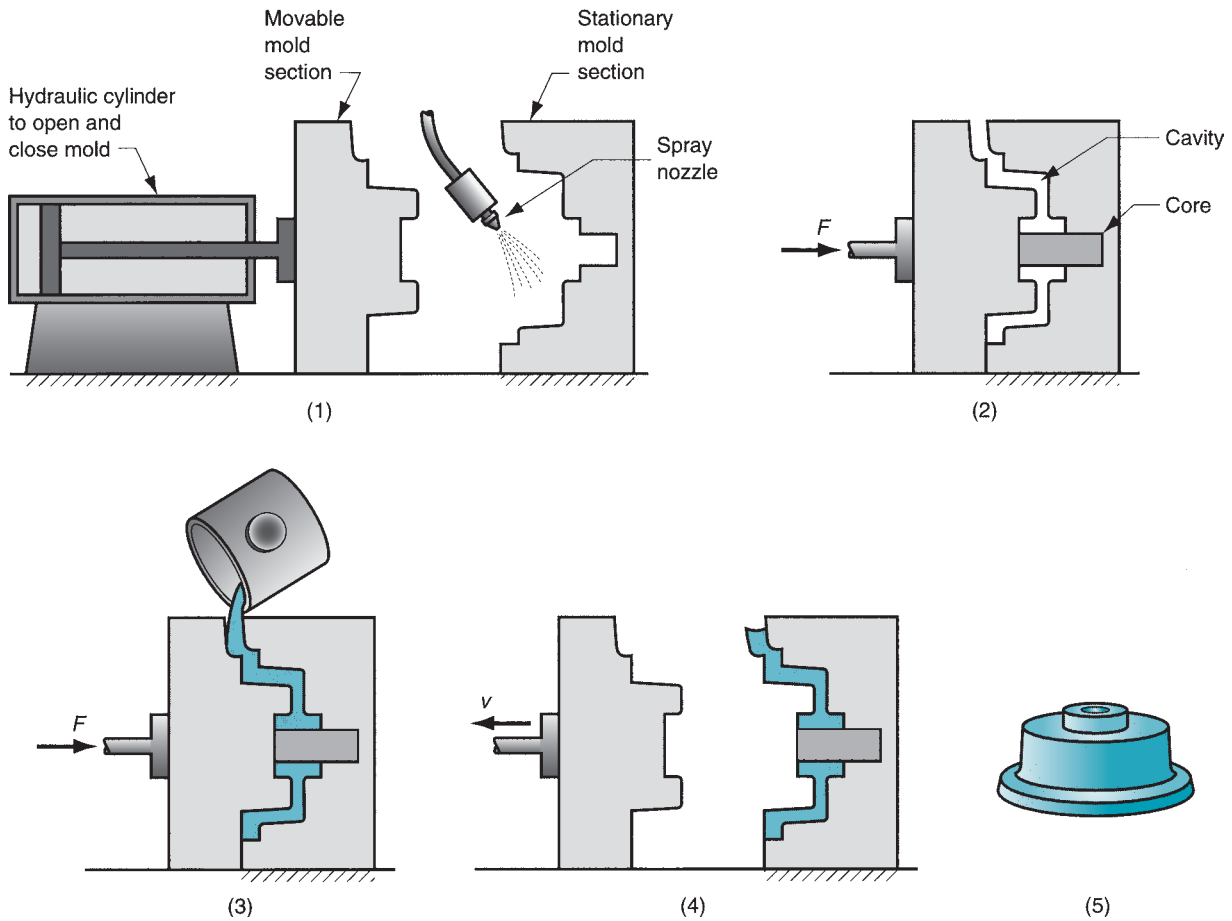 Movable
mold
section
Stationary
mold
section
Hydraulic cylinder
to open and
close mold
Spray
nozzle
Cavity
Core
F
(1)
(2)
F
v
(3)
(4)
(5)